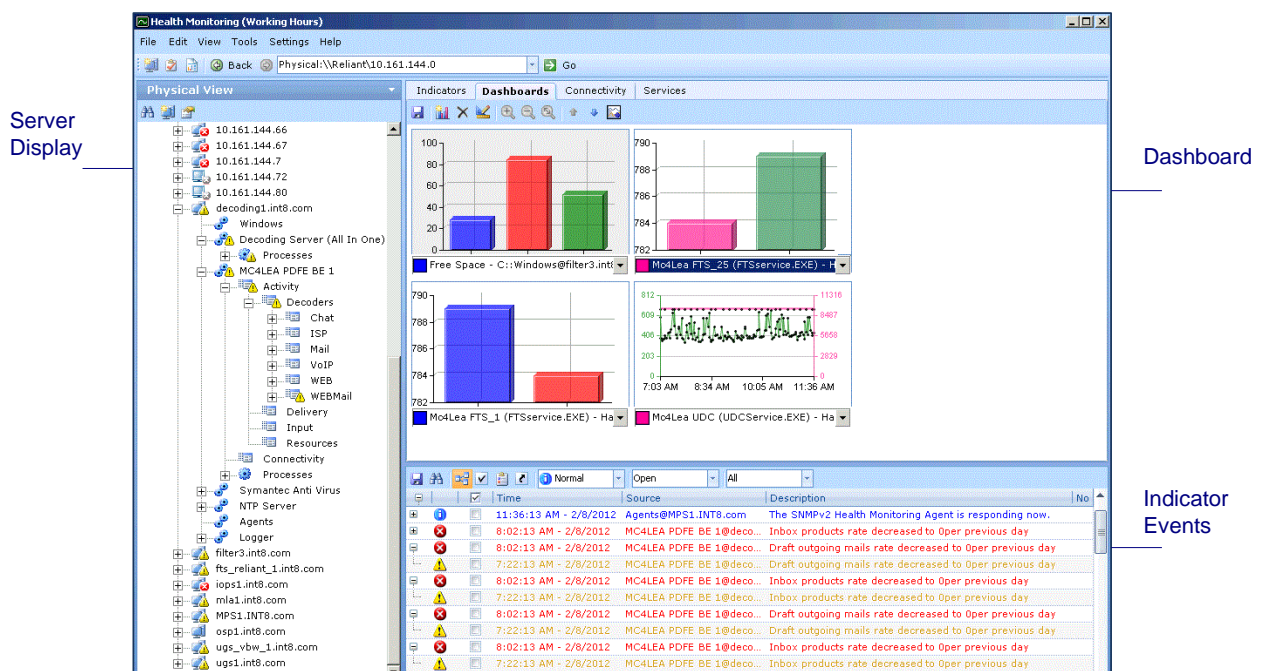 Health Monitoring (Working Hours)
File Edit View Tools Settings Help
Back Physical:\\Reliant\10.161.144.0 Go
Physical View
Server
Display
10.161.144.66
10.161.144.67
10.161.144.7
10.161.144.72
10.161.144.80
decoding1.int8.com
Windows
Decoding Server (All In One)
Processes
MC4LEA PDFE BE 1
Activity
Decoders
Chat
ISP
Mail
VoIP
WEB
WEBMail
Delivery
Input
Resources
Connectivity
Processes
Symantec Anti Virus
NTP Server
Agents
Logger
filter3.int8.com
fts_reliant_1.int8.com
iops1.int8.com
mla1.int8.com
MPS1.INT8.com
osp1.int8.com
ugs_vbw_1.int8.com
ugs1.int8.com
Indicators Dashboards Connectivity Services
100
80
60
40
20
0
Free Space - C::Windows@filter3.int8
790
788
786
784
782
Mc4Lea FTS_25 (FTSservice.EXE) - H
Dashboard
790
788
786
784
782
Mc4Lea FTS_1 (FTSservice.EXE) - Ha
812 11316
609 8487
406 5658
203 2829
0 0
7:03 AM 8:34 AM 10:05 AM 11:36 AM
Mc4Lea UDC (UDCService.EXE) - Ha
Normal Open All
Time Source Description No
11:36:13 AM - 2/8/2012 Agents@MPS1.INT8.com The SNMPv2 Health Monitoring Agent is responding now.
8:02:13 AM - 2/8/2012 MC4LEA PDFE BE 1@deco... Inbox products rate decreased to 0per previous day
8:02:13 AM - 2/8/2012 MC4LEA PDFE BE 1@deco... Draft outgoing mails rate decreased to 0per previous day
7:22:13 AM - 2/8/2012 MC4LEA PDFE BE 1@deco... Draft outgoing mails rate decreased to 0per previous day
8:02:13 AM - 2/8/2012 MC4LEA PDFE BE 1@deco... Inbox products rate decreased to 0per previous day
7:22:13 AM - 2/8/2012 MC4LEA PDFE BE 1@deco... Inbox products rate decreased to 0per previous day
8:02:13 AM - 2/8/2012 MC4LEA PDFE BE 1@deco... Draft outgoing mails rate decreased to 0per previous day
7:22:13 AM - 2/8/2012 MC4LEA PDFE BE 1@deco... Draft outgoing mails rate decreased to 0per previous day
8:02:13 AM - 2/8/2012 MC4LEA PDFE BE 1@deco... Inbox products rate decreased to 0per previous day
7:22:13 AM - 2/8/2012 MC4LEA PDFE BE 1@deco... Inbox products rate decreased to 0per previous day
Indicator
Events